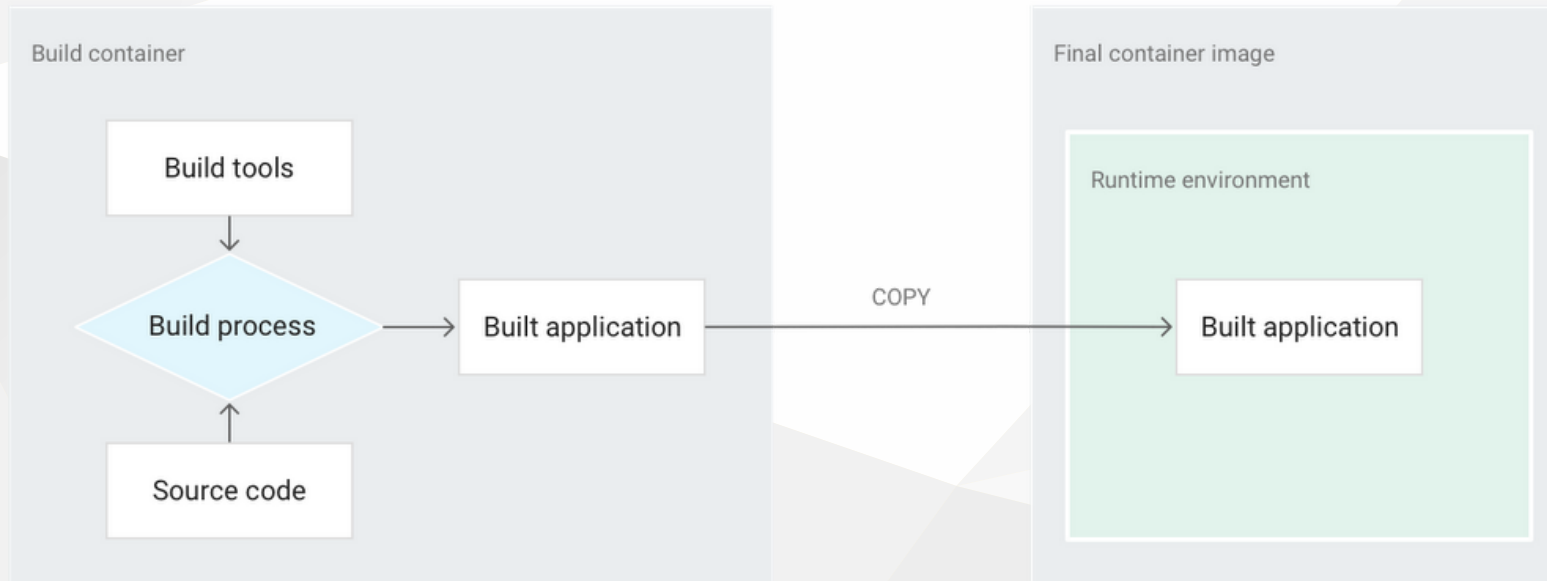 Build container
Build tools
Build process
Source code
Built application
COPY
Final container image
Runtime environment
Built application